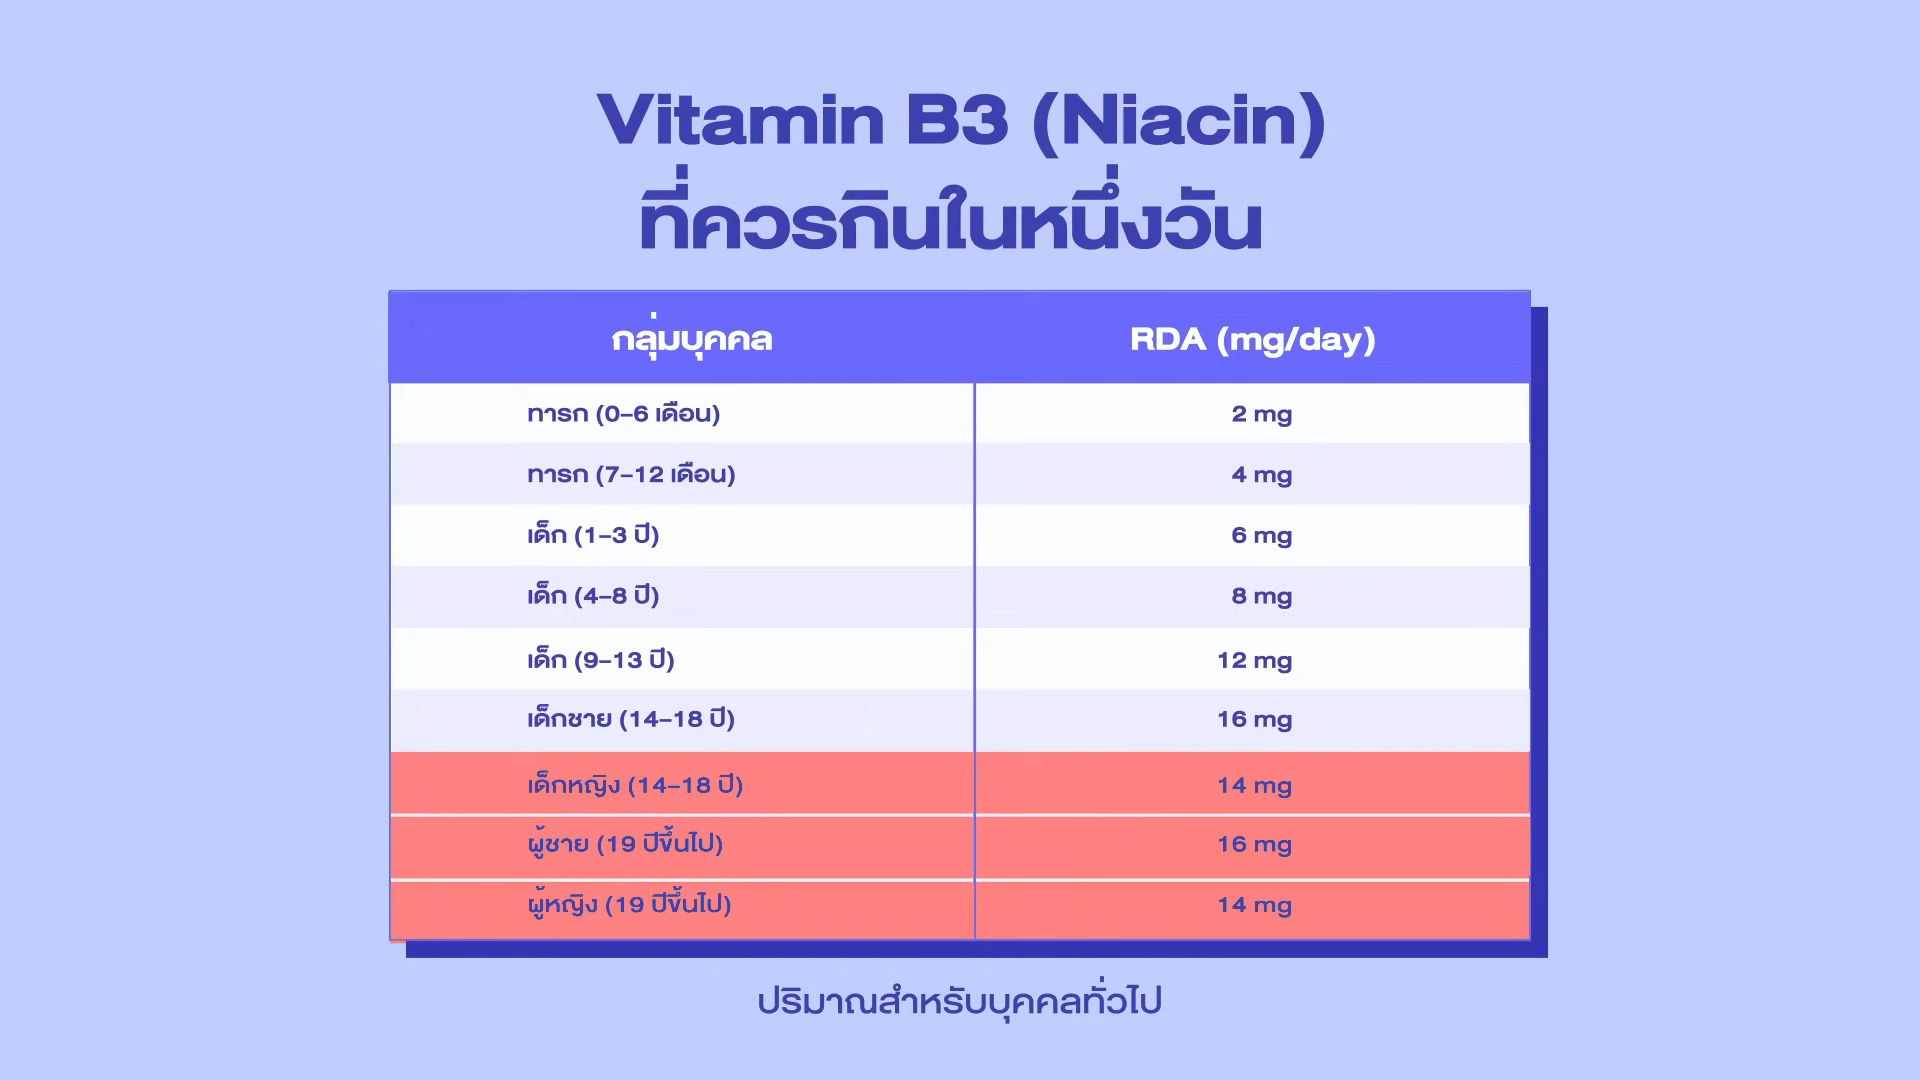 Vitamin B3 (Niacin)
ที่ควรกินในหนึ่งวัน
กลุ่มบุคคล RDA (mg/day)
ทารก (0–6 เดือน) 2 mg
ทารก (7–12 เดือน) 4 mg
เด็ก (1–3 ปี) 6 mg
เด็ก (4–8 ปี) 8 mg
เด็ก (9–13 ปี) 12 mg
เด็กชาย (14–18 ปี) 16 mg
เด็กหญิง (14–18 ปี) 14 mg
ผู้ชาย (19 ปีขึ้นไป) 16 mg
ผู้หญิง (19 ปีขึ้นไป) 14 mg
ปริมาณสำหรับบุคคลทั่วไป